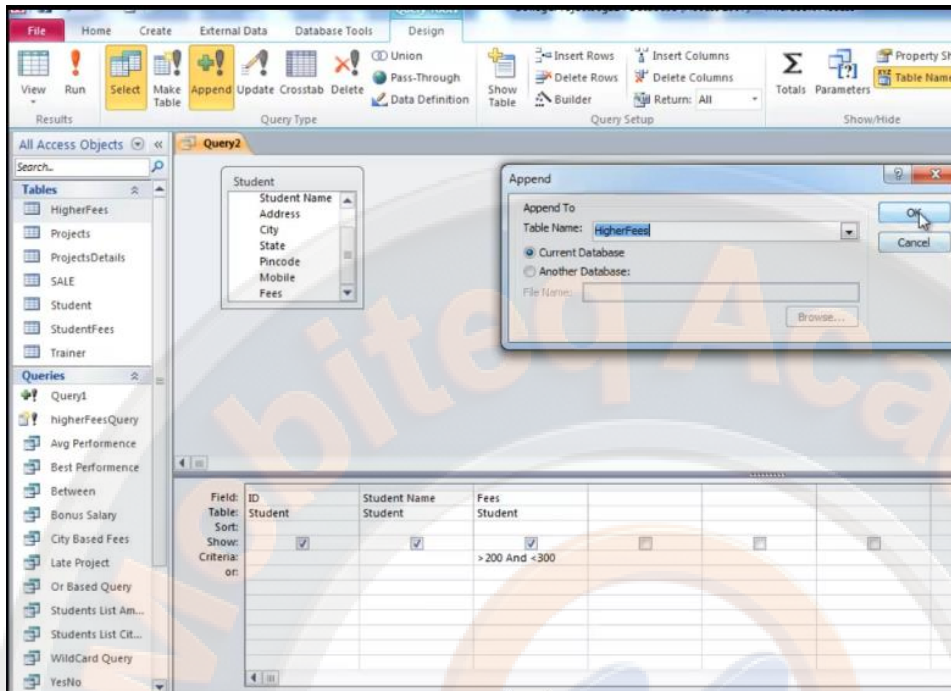 File Home Create External Data Database Tools Design
View Run Select Make Table Append Update Crosstab Delete
Union
Pass-Through
Data Definition
Show Table
Insert Rows
Delete Rows
Builder
Insert Columns
Delete Columns
Return: All
Totals Parameters
Property Sh
Table Name
Results Query Type Query Setup Show/Hide
All Access Objects
Search...
Tables
HigherFees
Projects
ProjectsDetails
SALE
Student
StudentFees
Trainer
Queries
Query1
higherFeesQuery
Avg Performence
Best Performence
Between
Bonus Salary
City Based Fees
Late Project
Or Based Query
Students List Am...
Students List Cit...
WildCard Query
YesNo
Query2
Student
Student Name
Address
City
State
Pincode
Mobile
Fees
Append
Append To
Table Name: HigherFees
Current Database
Another Database:
File Name:
Browse...
OK
Cancel
Field: ID Student Name Fees
Table: Student Student Student
Sort:
Show:
Criteria: >200 And <300
or:
Mobiteq Aca